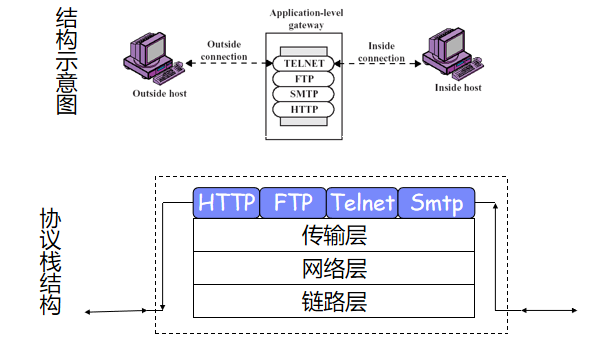 结构示意图
Application-level
gateway
Outside
connection
Inside
connection
TELNET
FTP
SMTP
HTTP
Outside host
Inside host
协议栈结构
HTTP FTP Telnet Smtp
传输层
网络层
链路层